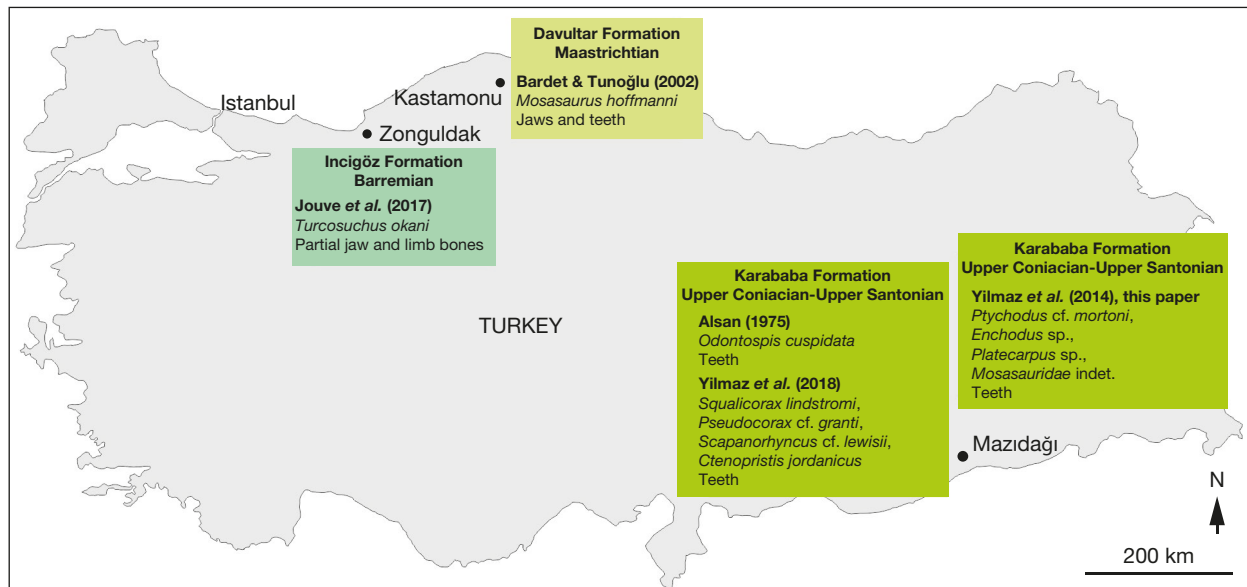 Davultar Formation
Maastrichtian
Bardet & Tunoğlu (2002)
Mosasaurus hoffmanni
Jaws and teeth
Istanbul
Kastamonu
Zonguldak
Incigöz Formation
Barremian
Jouve et al. (2017)
Turcosuchus okani
Partial jaw and limb bones
TURKEY
Karababa Formation
Upper Coniacian-Upper Santonian
Alsan (1975)
Odontospis cuspidata
Teeth
Yilmaz et al. (2018)
Squalicorax lindstromi,
Pseudocorax cf. granti,
Scapanorhyncus cf. lewisii,
Ctenopristis jordanicus
Teeth
Karababa Formation
Upper Coniacian-Upper Santonian
Yilmaz et al. (2014), this paper
Ptychodus cf. mortoni,
Enchodus sp.,
Platecarpus sp.,
Mosasauridae indet.
Teeth
Mazıdağı
N
200 km